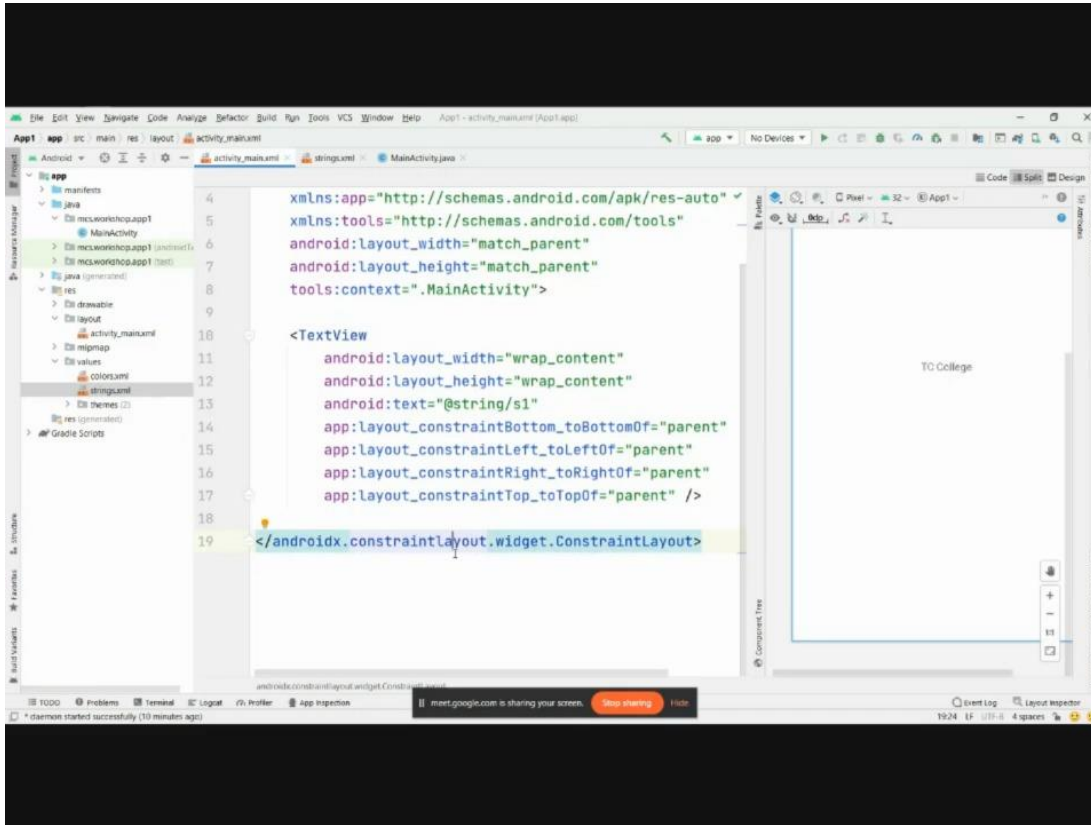 File Edit View Navigate Code Analyze Refactor Build Run Tools VCS Window Help App1 - activity_main.xml [App1.app]
App1 app src main res layout activity_main.xml
app No Devices
Project
Android
activity_main.xml strings.xml MainActivity.java
Code Split Design
Resource Manager
app
manifests
java
mcs.workshop.app1
MainActivity
mcs.workshop.app1
mcs.workshop.app1 (test)
java (generated)
res
drawable
layout
activity_main.xml
mipmap
values
colors.xml
strings.xml
themes (2)
res (generated)
Gradle Scripts
4 xmlns:app="http://schemas.android.com/apk/res-auto"
5 xmlns:tools="http://schemas.android.com/tools"
6 android:layout_width="match_parent"
7 android:layout_height="match_parent"
8 tools:context=".MainActivity">
9
10 <TextView
11 android:layout_width="wrap_content"
12 android:layout_height="wrap_content"
13 android:text="@string/s1"
14 app:layout_constraintBottom_toBottomOf="parent"
15 app:layout_constraintLeft_toLeftOf="parent"
16 app:layout_constraintRight_toRightOf="parent"
17 app:layout_constraintTop_toTopOf="parent" />
18
19 </androidx.constraintlayout.widget.ConstraintLayout>
androidx.constraintlayout.widget.ConstraintLayout
Palette
Pixel 32 App1
0dp
Attributes
TC College
Component Tree
1:1
Structure
Favorites
Build Variants
TODO Problems Terminal Logcat Profiler App Inspection
meet.google.com is sharing your screen. Stop sharing Hide
Event Log Layout Inspector
* daemon started successfully (10 minutes ago)
19:24 LF UTF-8 4 spaces